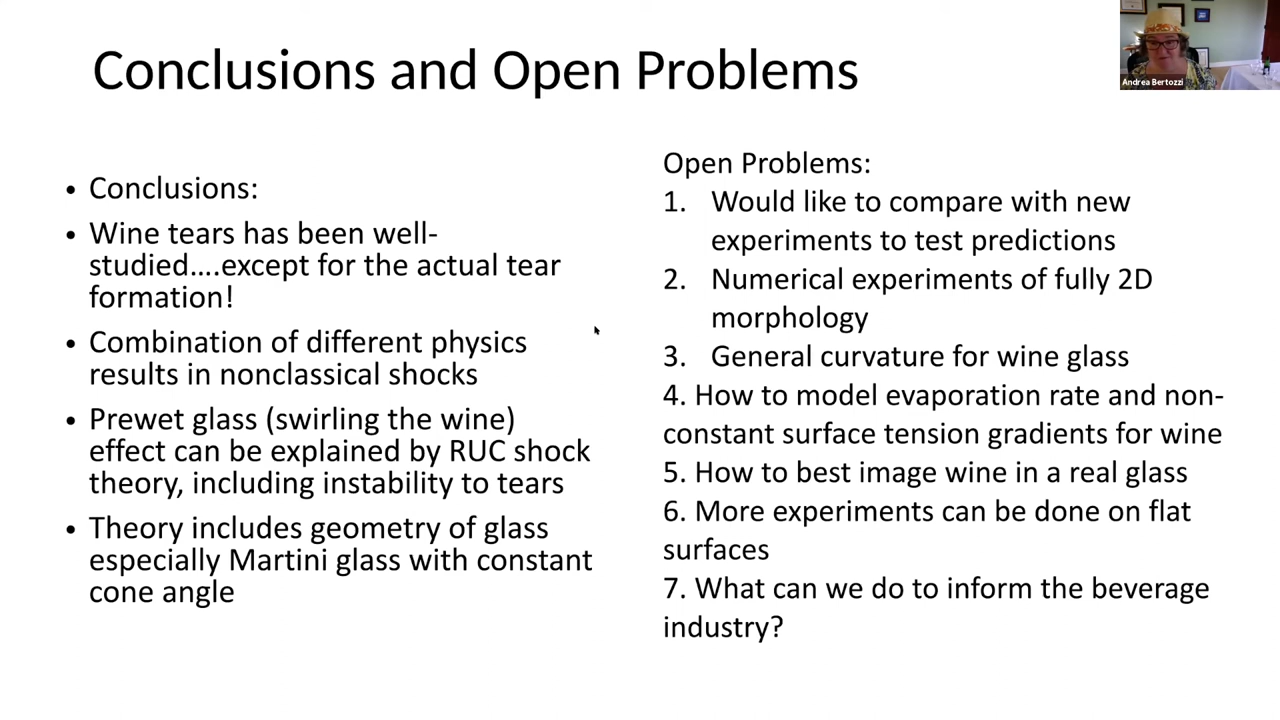 Conclusions and Open Problems
Andrea Bertozzi
• Conclusions:
• Wine tears has been well-
studied....except for the actual tear
formation!
• Combination of different physics
results in nonclassical shocks
• Prewet glass (swirling the wine)
effect can be explained by RUC shock
theory, including instability to tears
• Theory includes geometry of glass
especially Martini glass with constant
cone angle
Open Problems:
1. Would like to compare with new
experiments to test predictions
2. Numerical experiments of fully 2D
morphology
3. General curvature for wine glass
4. How to model evaporation rate and non-
constant surface tension gradients for wine
5. How to best image wine in a real glass
6. More experiments can be done on flat
surfaces
7. What can we do to inform the beverage
industry?